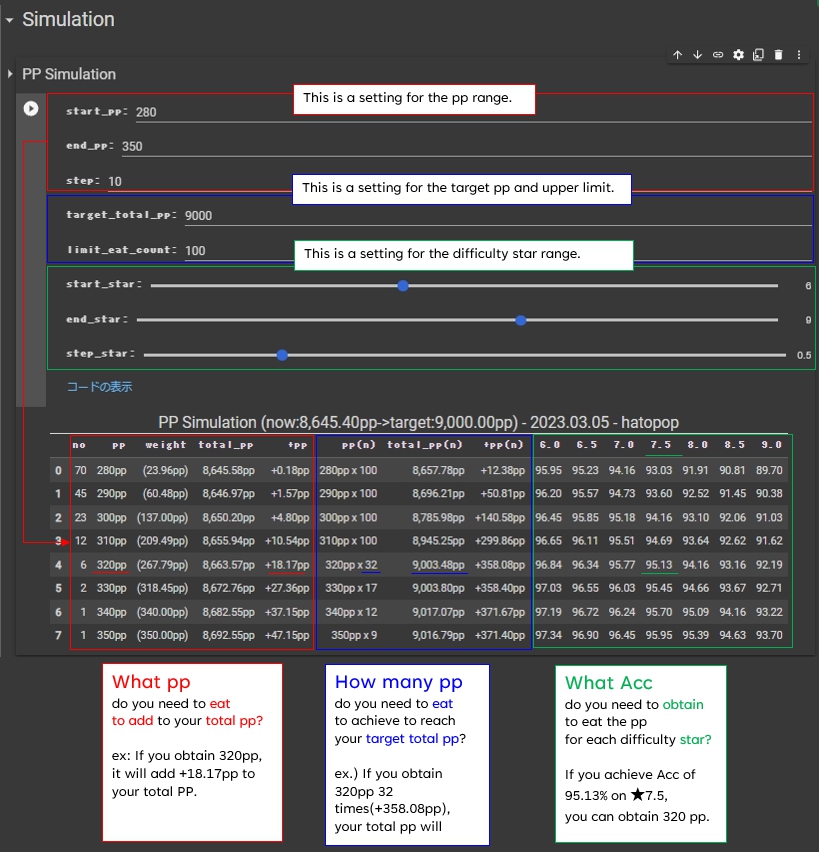 Simulation
PP Simulation
This is a setting for the pp range.
start_pp: 280
end_pp: 350
step: 10
This is a setting for the target pp and upper limit.
target_total_pp: 9000
limit_eat_count: 100
This is a setting for the difficulty star range.
start_star: 6
end_star: 9
step_star: 0.5
コードの表示
PP Simulation (now:8,645.40pp->target:9,000.00pp) - 2023.03.05 - hatopop
no pp weight total_pp +pp pp(n) total_pp(n) +pp(n) 6.0 6.5 7.0 7.5 8.0 8.5 9.0
0 70 280pp (23.96pp) 8,645.58pp +0.18pp 280pp x 100 8,657.78pp +12.38pp 95.95 95.23 94.16 93.03 91.91 90.81 89.70
1 45 290pp (60.48pp) 8,646.97pp +1.57pp 290pp x 100 8,696.21pp +50.81pp 96.20 95.57 94.73 93.60 92.52 91.45 90.38
2 23 300pp (137.00pp) 8,650.20pp +4.80pp 300pp x 100 8,785.98pp +140.58pp 96.45 95.85 95.18 94.16 93.10 92.06 91.03
3 12 310pp (209.49pp) 8,655.94pp +10.54pp 310pp x 100 8,945.25pp +299.86pp 96.65 96.11 95.51 94.69 93.64 92.62 91.62
4 6 320pp (267.79pp) 8,663.57pp +18.17pp 320pp x 32 9,003.48pp +358.08pp 96.84 96.34 95.77 95.13 94.16 93.16 92.19
5 2 330pp (318.45pp) 8,672.76pp +27.36pp 330pp x 17 9,003.80pp +358.40pp 97.03 96.55 96.03 95.45 94.66 93.67 92.71
6 1 340pp (340.00pp) 8,682.55pp +37.15pp 340pp x 12 9,017.07pp +371.67pp 97.19 96.72 96.24 95.70 95.09 94.16 93.22
7 1 350pp (350.00pp) 8,692.55pp +47.15pp 350pp x 9 9,016.79pp +371.40pp 97.34 96.90 96.45 95.95 95.39 94.63 93.70
What pp
do you need to eat
to add to your total pp?
ex: If you obtain 320pp,
it will add +18.17pp to
your total PP.
How many pp
do you need to eat
to achieve to reach
your target total pp?
ex.) If you obtain
320pp 32
times(+358.08pp),
your total pp will
What Acc
do you need to obtain
to eat the pp
for each difficulty star?
If you achieve Acc of
95.13% on ★7.5,
you can obtain 320 pp.